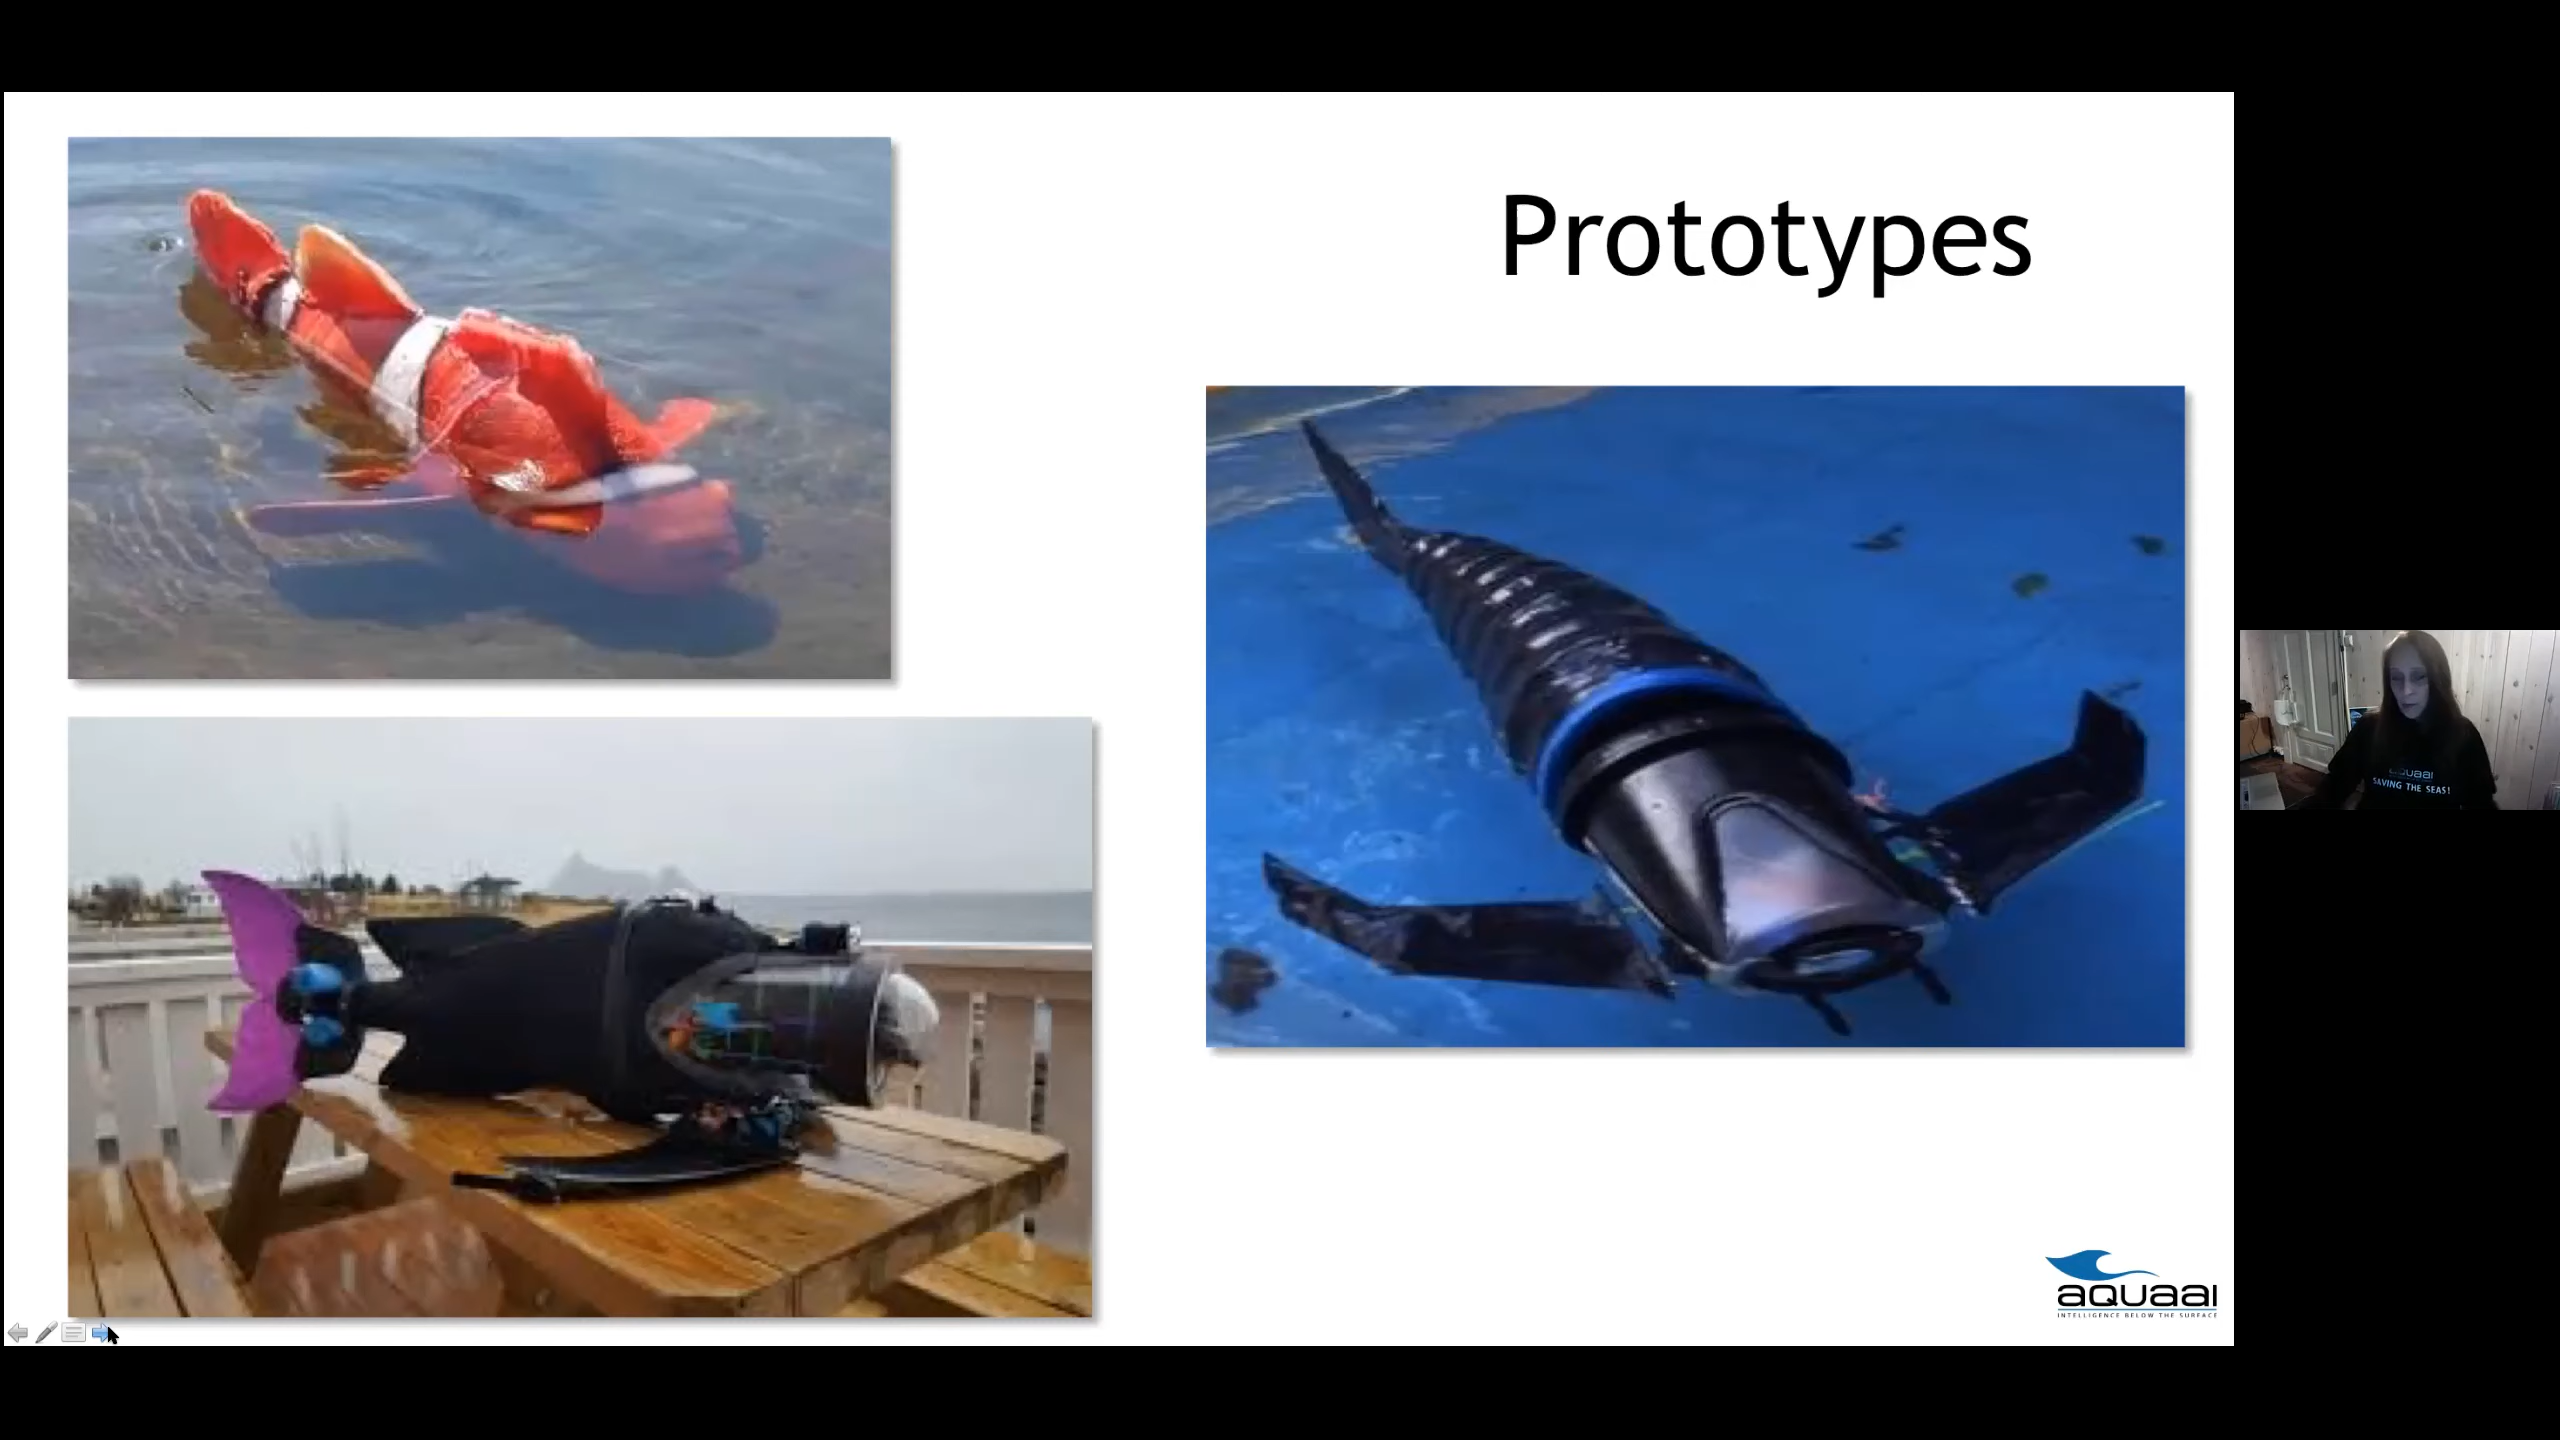 Prototypes
aquaai
SAVING THE SEAS!
aquaai
INTELLIGENCE BELOW THE SURFACE